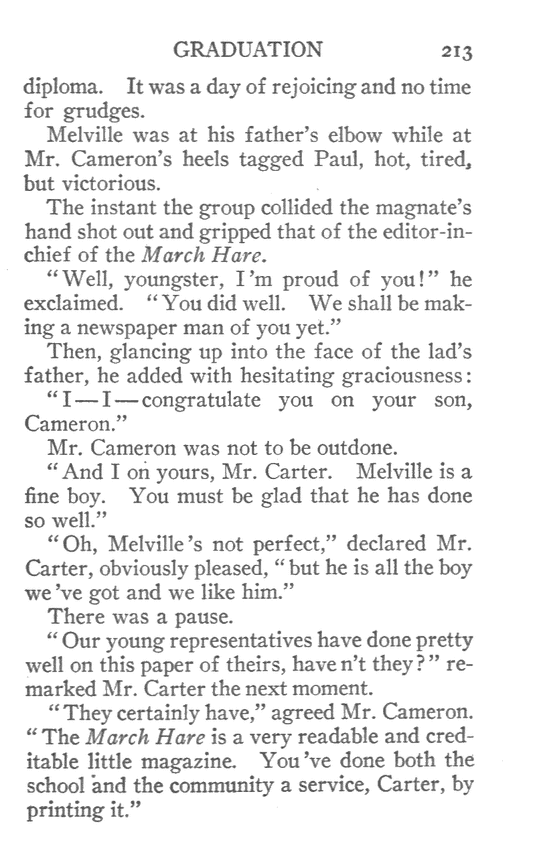 GRADUATION 213
diploma. It was a day of rejoicing and no time
for grudges.
Melville was at his father’s elbow while at
Mr. Cameron’s heels tagged Paul, hot, tired,
but victorious.
The instant the group collided the magnate’s
hand shot out and gripped that of the editor-in-
chief of the March Hare.
“Well, youngster, I’m proud of you!” he
exclaimed. “You did well. We shall be mak-
ing a newspaper man of you yet.”
Then, glancing up into the face of the lad’s
father, he added with hesitating graciousness:
“I—I—congratulate you on your son,
Cameron.”
Mr. Cameron was not to be outdone.
“And I on yours, Mr. Carter. Melville is a
fine boy. You must be glad that he has done
so well.”
“Oh, Melville’s not perfect,” declared Mr.
Carter, obviously pleased, “but he is all the boy
we’ve got and we like him.”
There was a pause.
“Our young representatives have done pretty
well on this paper of theirs, have n’t they?” re-
marked Mr. Carter the next moment.
“They certainly have,” agreed Mr. Cameron.
“The March Hare is a very readable and cred-
itable little magazine. You’ve done both the
school and the community a service, Carter, by
printing it.”